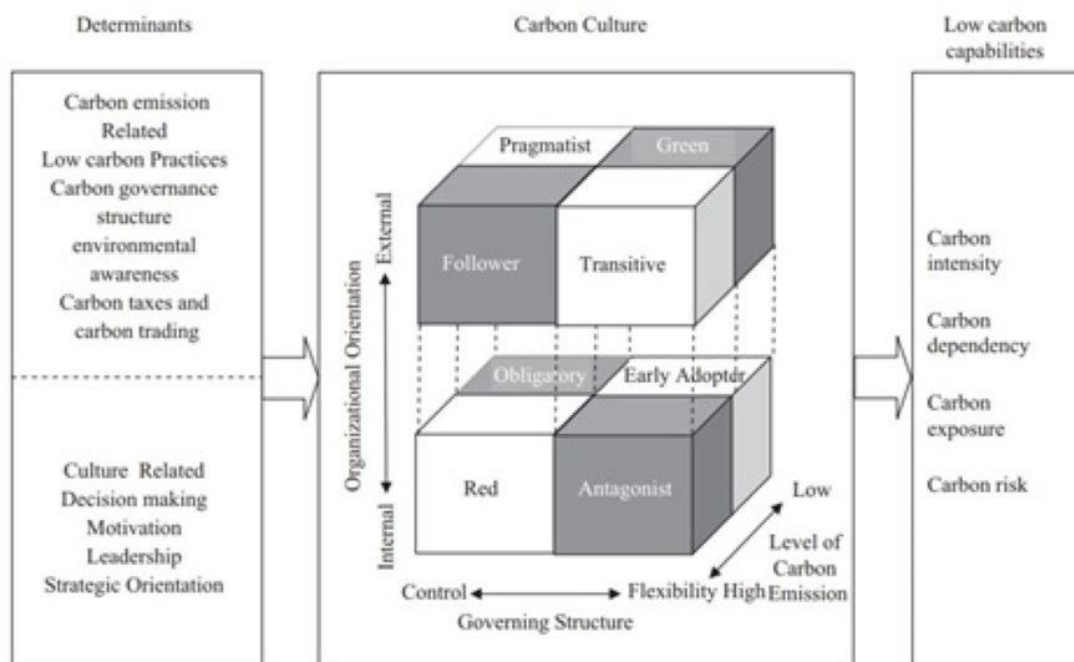 Determinants
Carbon Culture
Low carbon
capabilities
Carbon emission
Related
Low carbon Practices
Carbon governance
structure
environmental
awareness
Carbon taxes and
carbon trading
Culture Related
Decision making
Motivation
Leadership
Strategic Orientation
Organizational Orientation
External
Internal
Pragmatist
Green
Follower
Transitive
Obligatory
Early Adopter
Red
Antagonist
Low
Level of
Carbon
Emission
Control
Flexibility High
Governing Structure
Carbon
intensity
Carbon
dependency
Carbon
exposure
Carbon risk